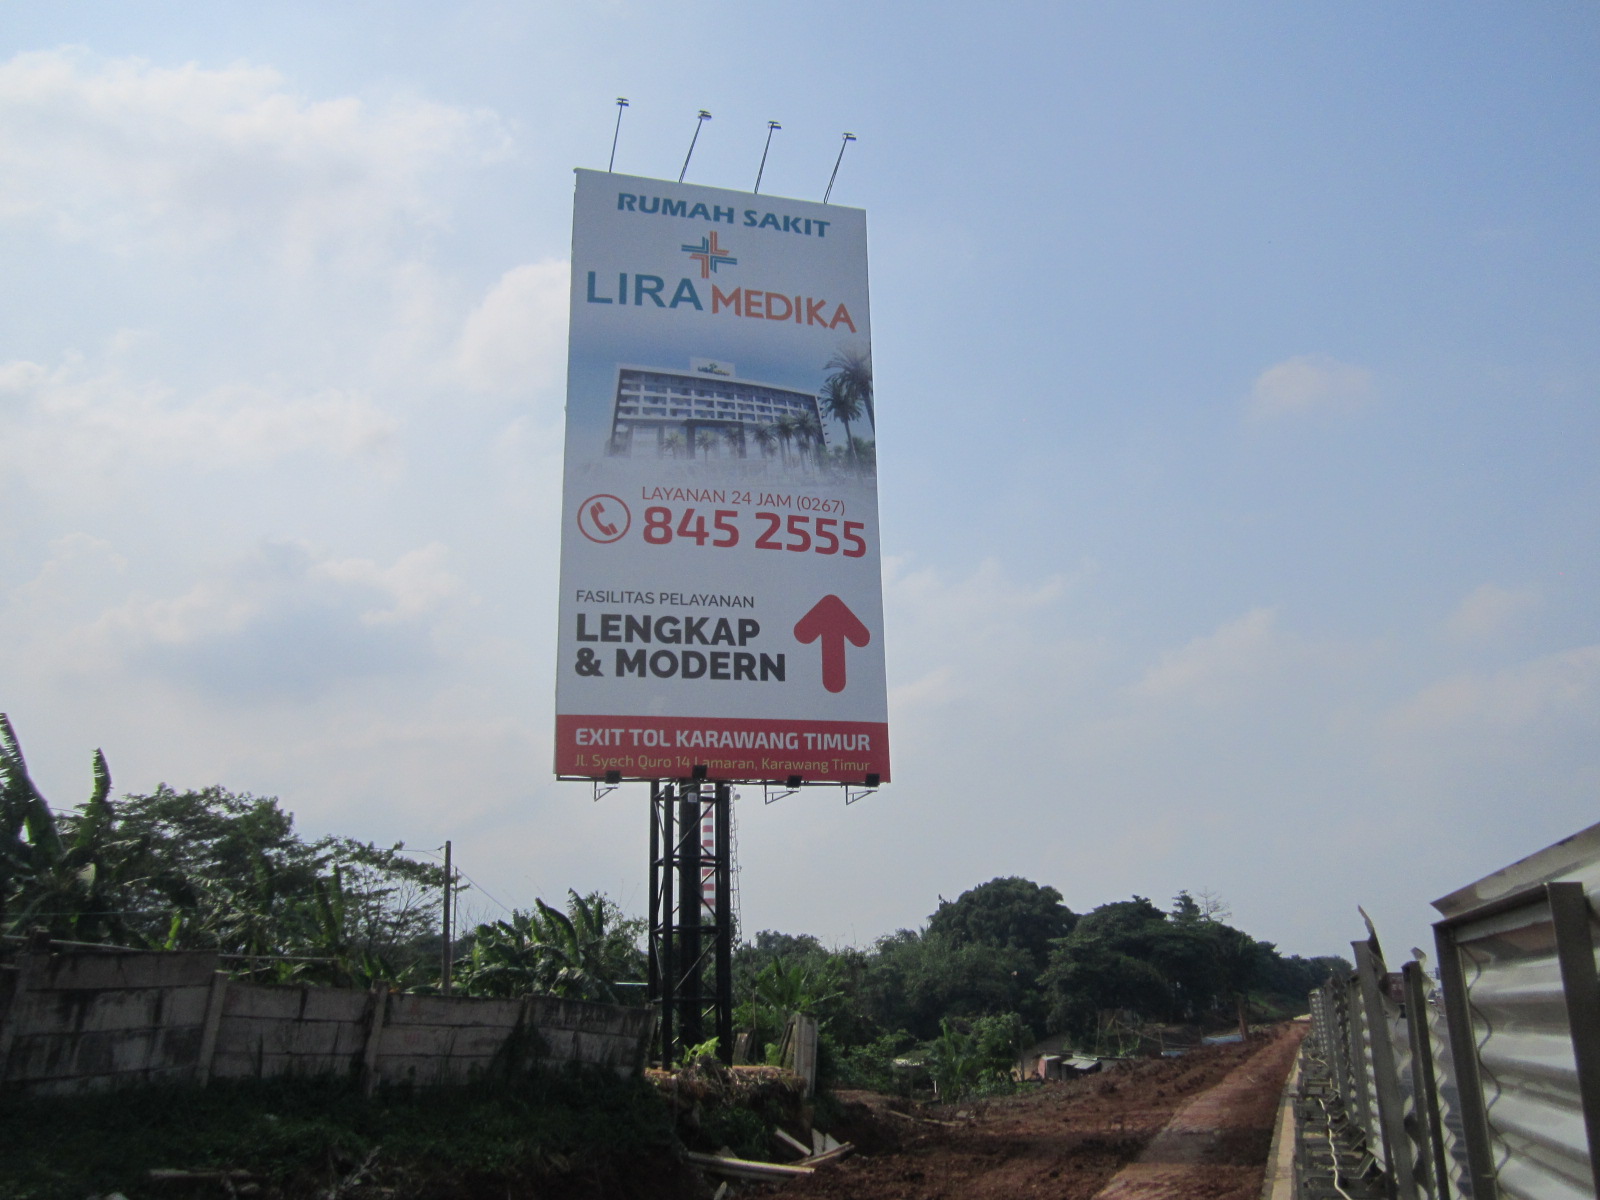 RUMAH SAKIT
LIRA MEDIKA
LAYANAN 24 JAM (0267)
845 2555
FASILITAS PELAYANAN
LENGKAP
& MODERN
EXIT TOL KARAWANG TIMUR
JL. Syech Quro 14 Lamaran, Karawang Timur